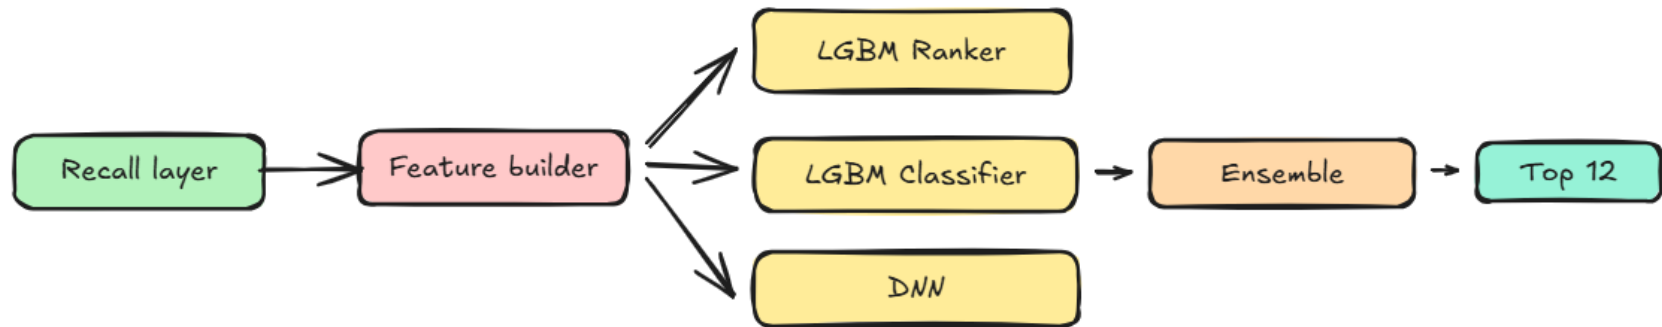 Recall layer
Feature builder
LGBM Ranker
LGBM Classifier
DNN
Ensemble
Top 12